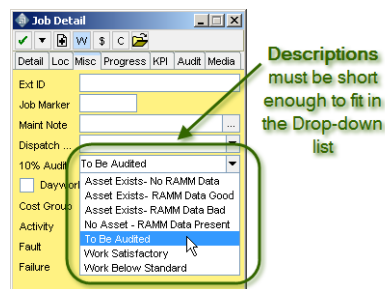 Job Detail
W $ C
Detail Loc Misc Progress KPI Audit Media
Ext ID
Job Marker
Maint Note ...
Dispatch ...
10% Audit To Be Audited
Daywor
Cost Group
Activity
Fault
Failure
Asset Exists- No RAMM Data
Asset Exists- RAMM Data Good
Asset Exists- RAMM Data Bad
No Asset - RAMM Data Present
To Be Audited
Work Satisfactory
Work Below Standard
Descriptions
must be short
enough to fit in
the Drop-down
list